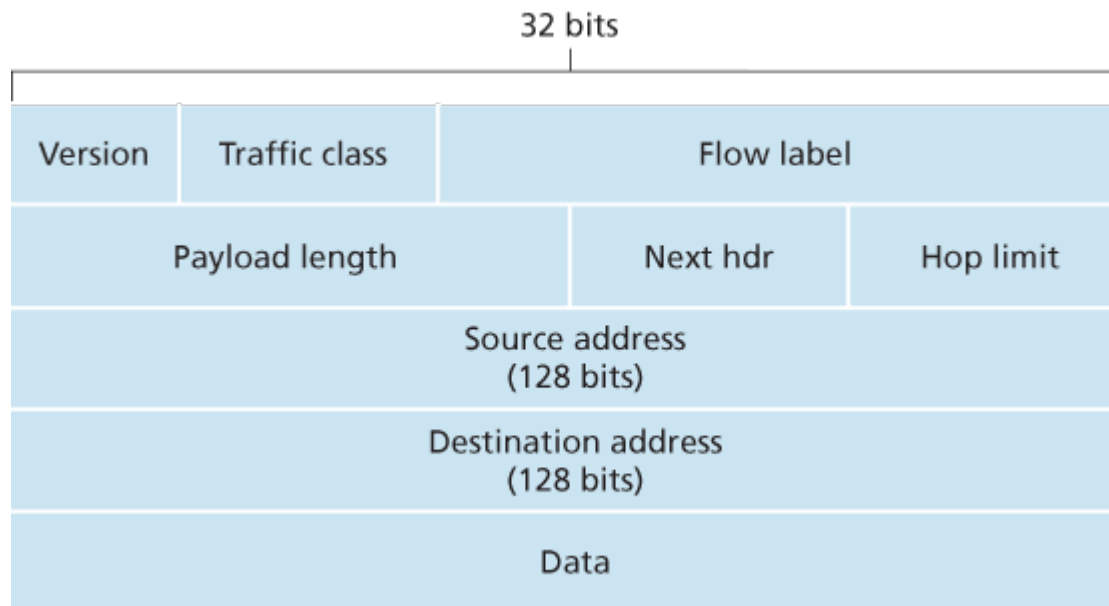 32 bits
Version Traffic class Flow label
Payload length Next hdr Hop limit
Source address
(128 bits)
Destination address
(128 bits)
Data